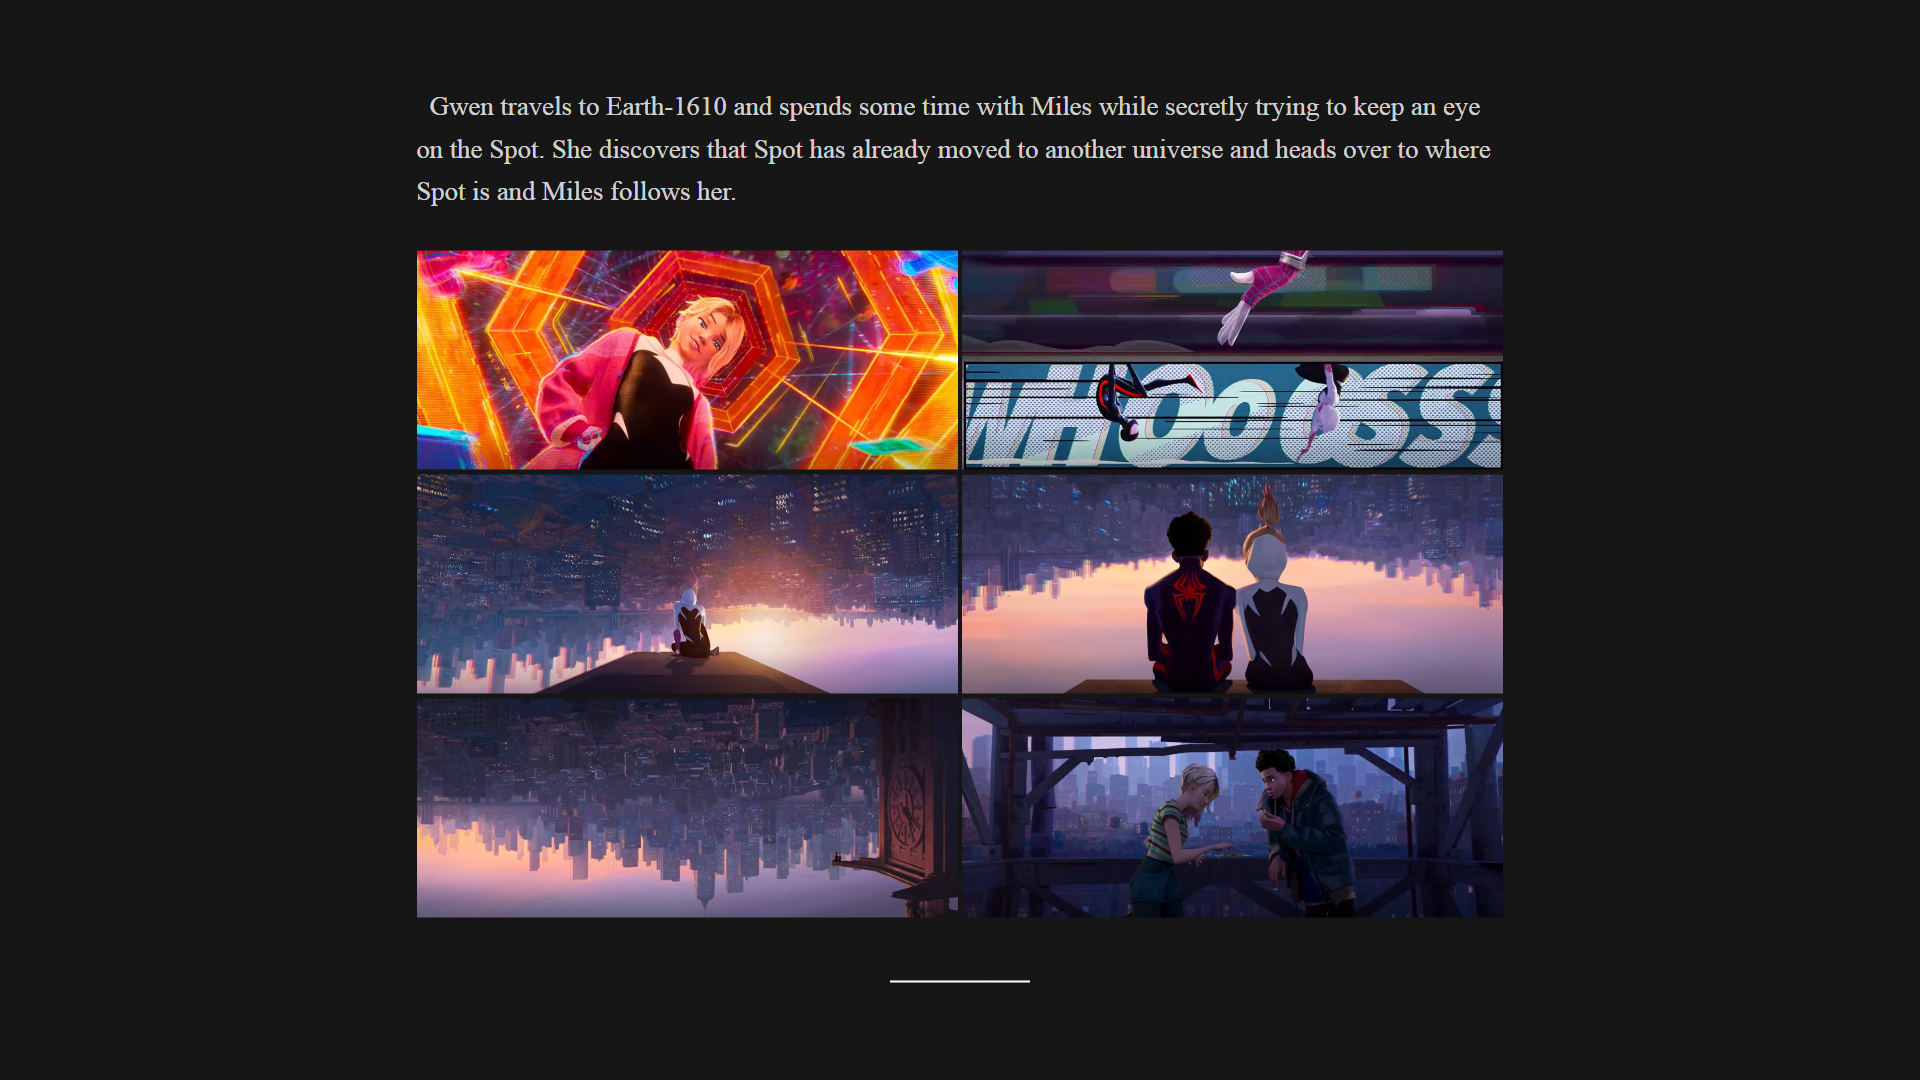 Gwen travels to Earth-1610 and spends some time with Miles while secretly trying to keep an eye
on the Spot. She discovers that Spot has already moved to another universe and heads over to where
Spot is and Miles follows her.
WHOOOSSS